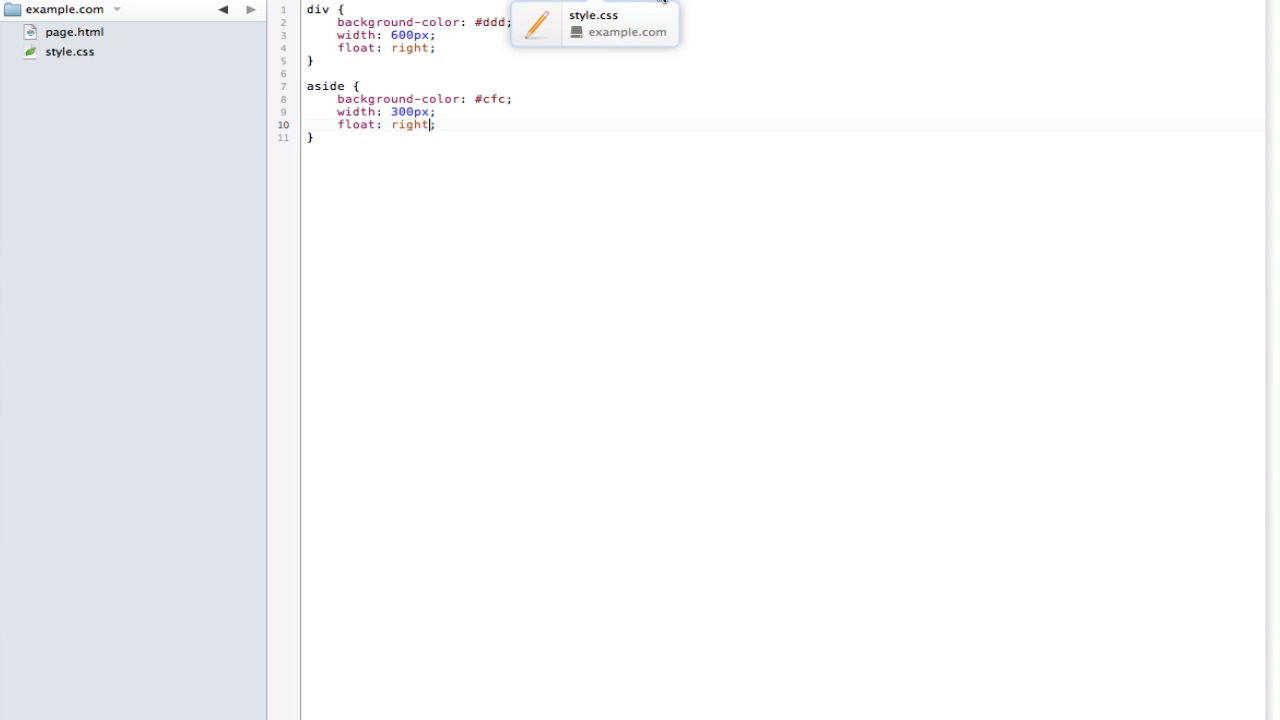 example.com
page.html
style.css
1 div {
2 background-color: #ddd;
3 width: 600px;
4 float: right;
5 }
6
7 aside {
8 background-color: #cfc;
9 width: 300px;
10 float: right;
11 }
style.css
example.com